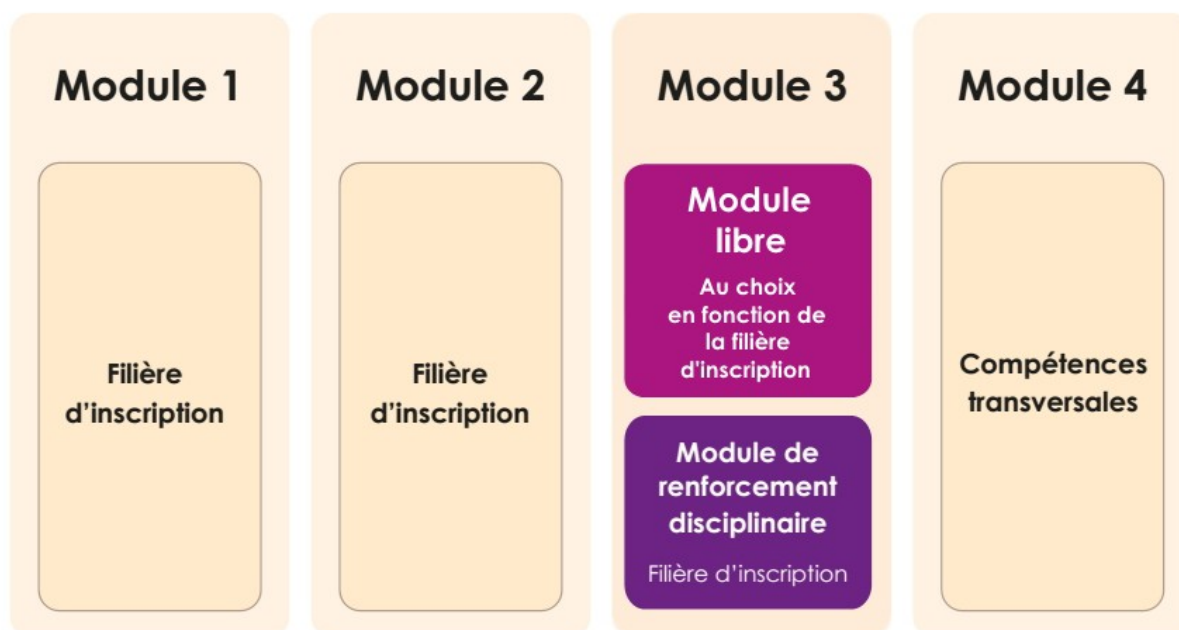 Module 1
Filière
d’inscription
Module 2
Filière
d’inscription
Module 3
Module
libre
Au choix
en fonction de
la filière
d'inscription
Module de
renforcement
disciplinaire
Filière d’inscription
Module 4
Compétences
transversales